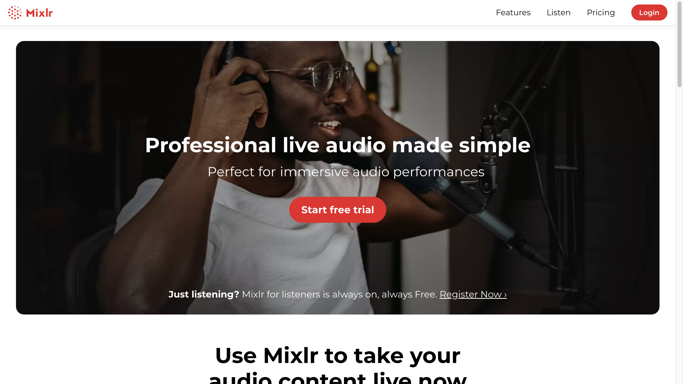 Mixlr
Features
Listen
Pricing
Login
Professional live audio made simple
Perfect for immersive audio performances
Start free trial
Just listening? Mixlr for listeners is always on, always Free. Register Now ›
Use Mixlr to take your
audio content live now